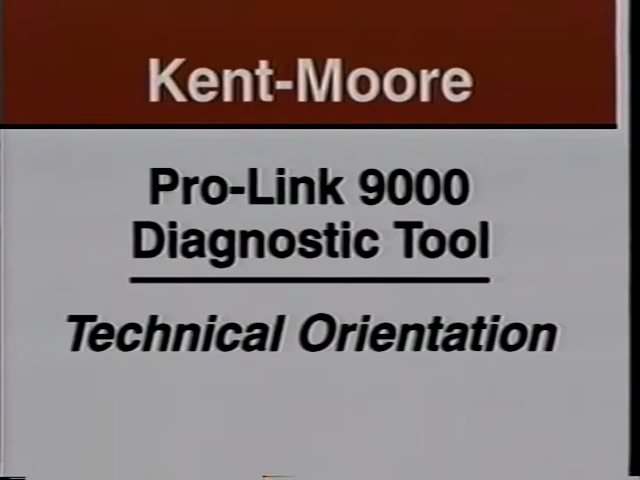 Kent-Moore
Pro-Link 9000
Diagnostic Tool
Technical Orientation